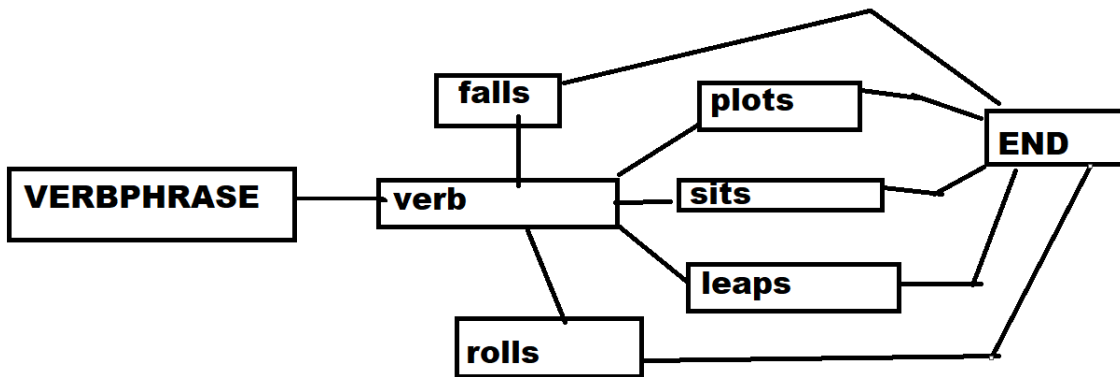 falls
plots
END
VERBPHRASE
verb
sits
leaps
rolls